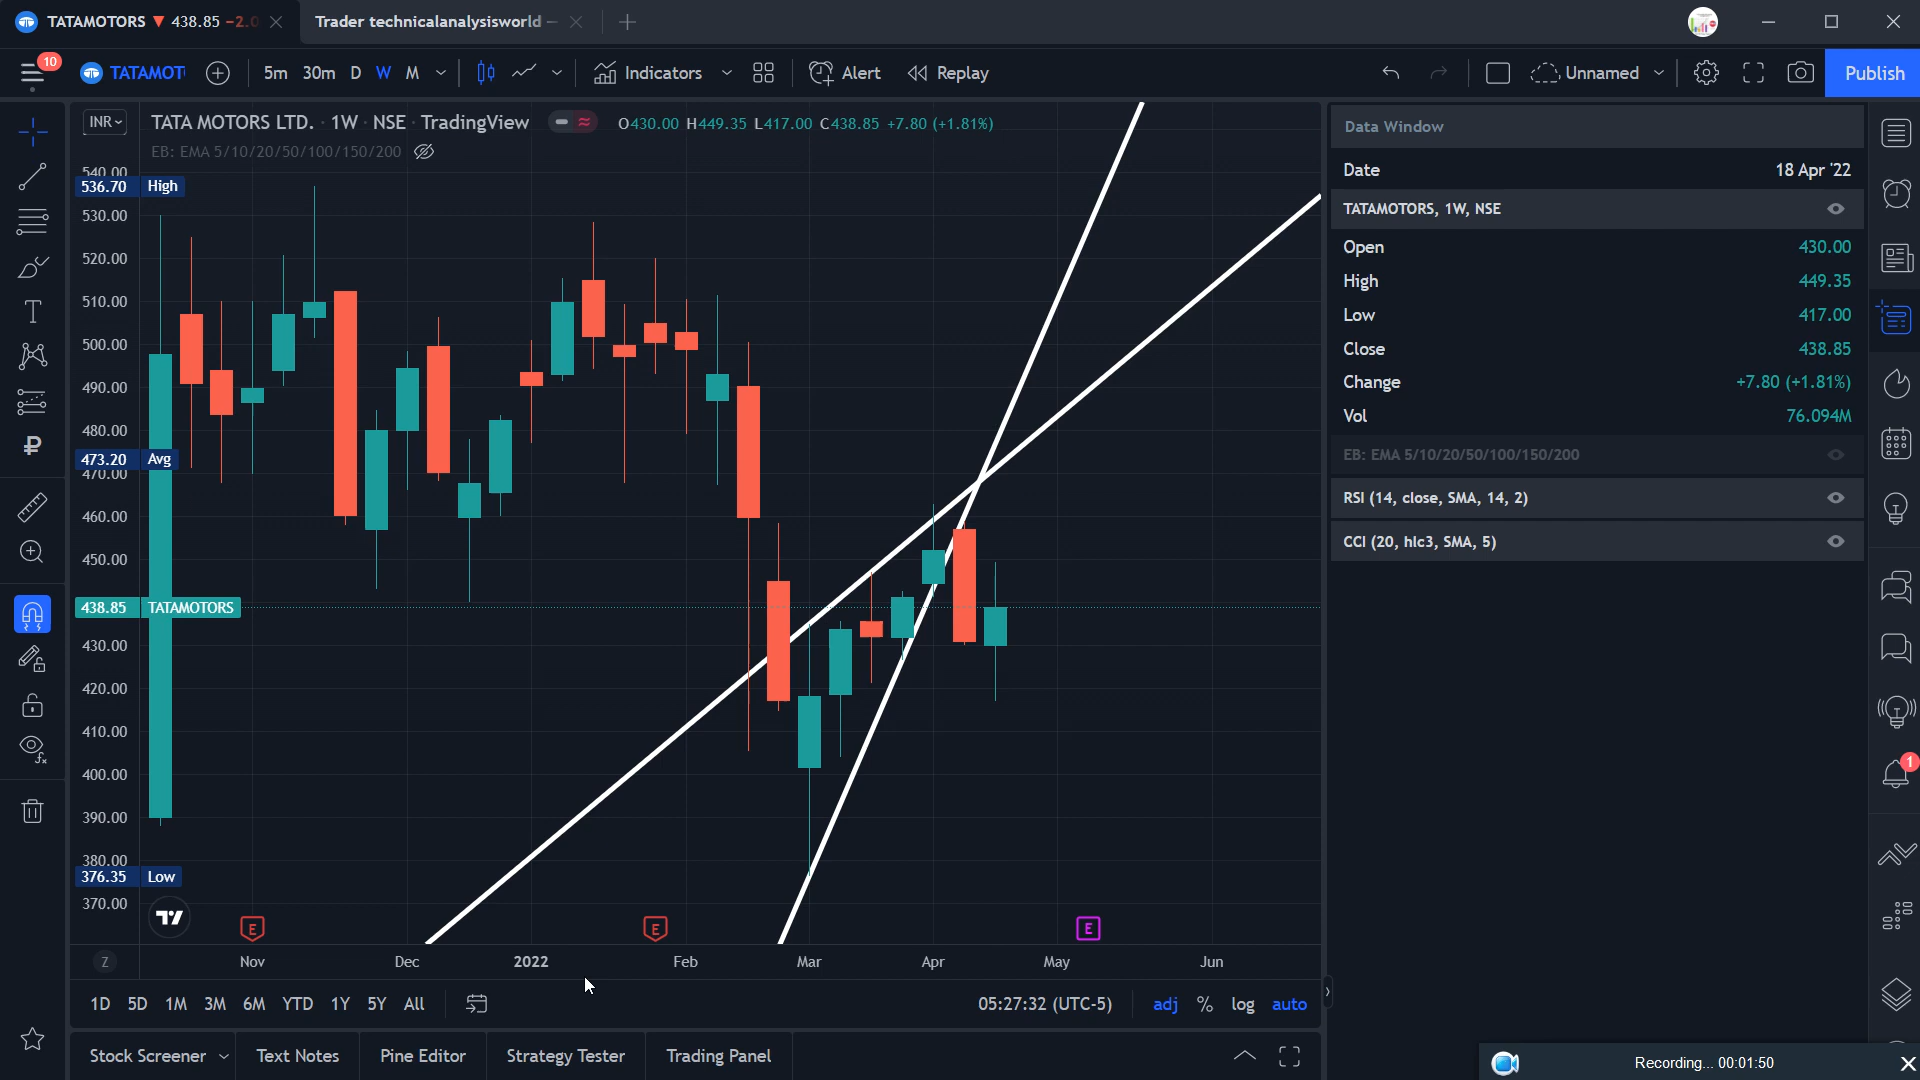 TATAMOTORS ▼ 438.85 −2.0
Trader technicalanalysisworld —
10
TATAMOT
5m 30m D W M
Indicators
Alert
Replay
Unnamed
Publish
INR
TATA MOTORS LTD. · 1W · NSE · TradingView
O430.00 H449.35 L417.00 C438.85 +7.80 (+1.81%)
EB: EMA 5/10/20/50/100/150/200
540.00
536.70 High
530.00
520.00
510.00
500.00
490.00
480.00
473.20 Avg
470.00
460.00
450.00
438.85 TATAMOTORS
430.00
420.00
410.00
400.00
390.00
380.00
376.35 Low
370.00
E E E
Z Nov Dec 2022 Feb Mar Apr May Jun
1D 5D 1M 3M 6M YTD 1Y 5Y All
05:27:32 (UTC-5)
adj % log auto
Stock Screener Text Notes Pine Editor Strategy Tester Trading Panel
Data Window
Date 18 Apr '22
TATAMOTORS, 1W, NSE
Open 430.00
High 449.35
Low 417.00
Close 438.85
Change +7.80 (+1.81%)
Vol 76.094M
EB: EMA 5/10/20/50/100/150/200
RSI (14, close, SMA, 14, 2)
CCI (20, hlc3, SMA, 5)
1
Recording... 00:01:50